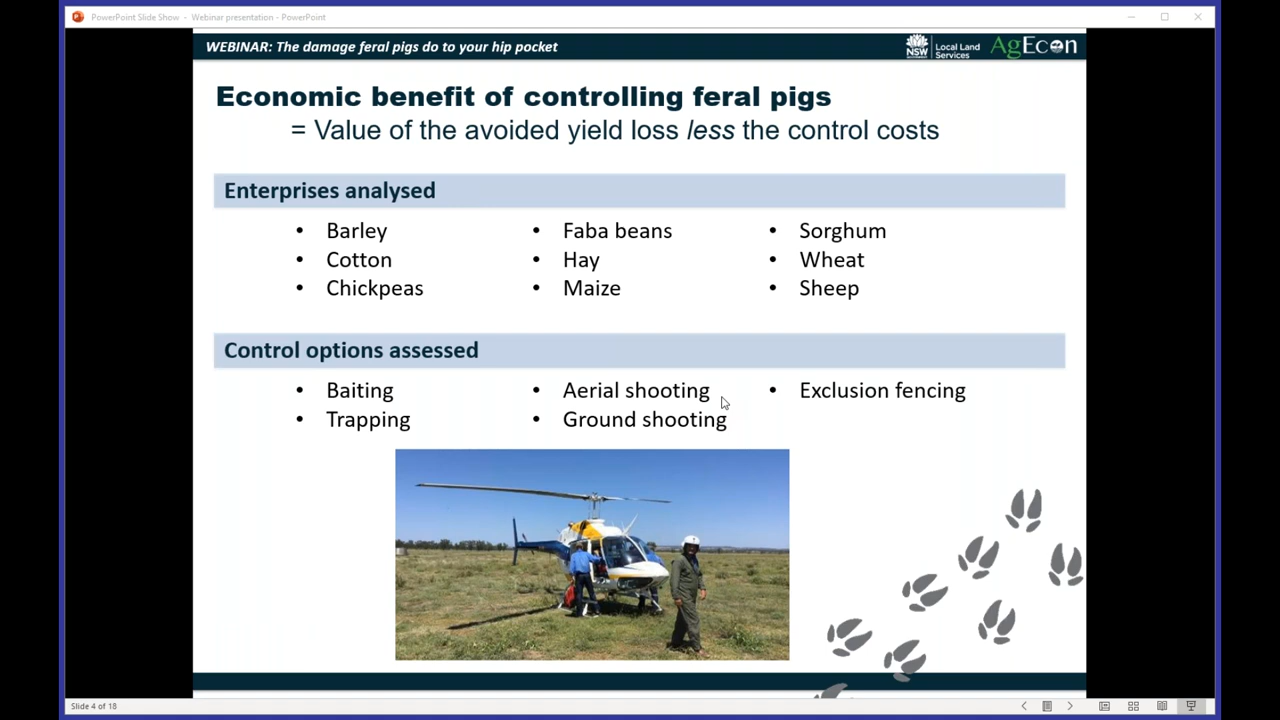 PowerPoint Slide Show - Webinar presentation - PowerPoint
WEBINAR: The damage feral pigs do to your hip pocket
NSW
Local Land
Services
AgEcon
Economic benefit of controlling feral pigs
= Value of the avoided yield loss less the control costs
Enterprises analysed
• Barley
• Cotton
• Chickpeas
• Faba beans
• Hay
• Maize
• Sorghum
• Wheat
• Sheep
Control options assessed
• Baiting
• Trapping
• Aerial shooting
• Ground shooting
• Exclusion fencing
Slide 4 of 18